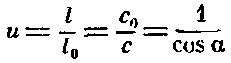 u = l/l₀ = c₀/c = 1/cos α